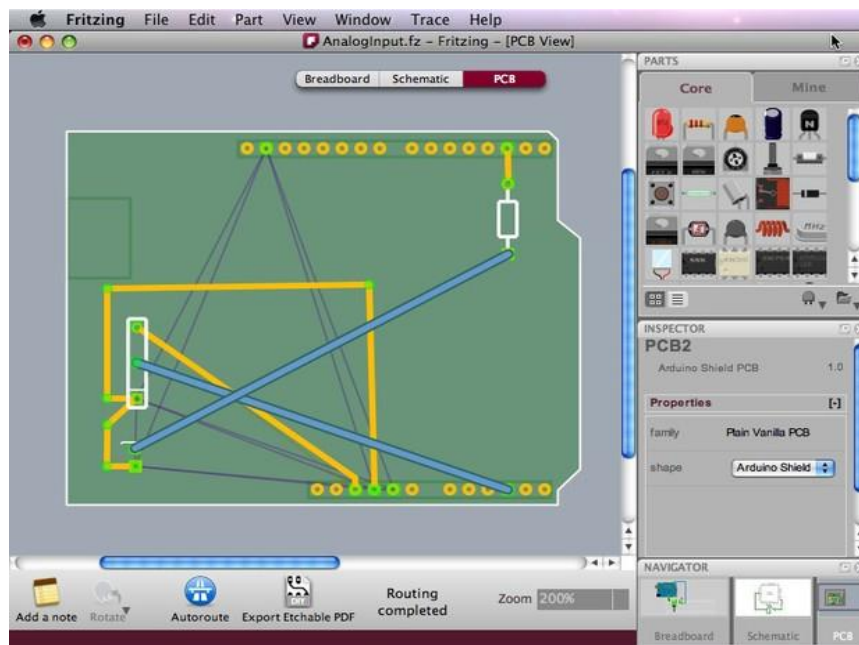 Fritzing File Edit Part View Window Trace Help
AnalogInput.fz – Fritzing – [PCB View]
Breadboard Schematic PCB
PARTS
Core Mine
N
MHz
INSPECTOR
PCB2
Arduino Shield PCB 1.0
Properties [-]
family Plain Vanilla PCB
shape Arduino Shield
NAVIGATOR
Breadboard Schematic PCB
Add a note Rotate Autoroute Export Etchable PDF Routing completed Zoom 200%